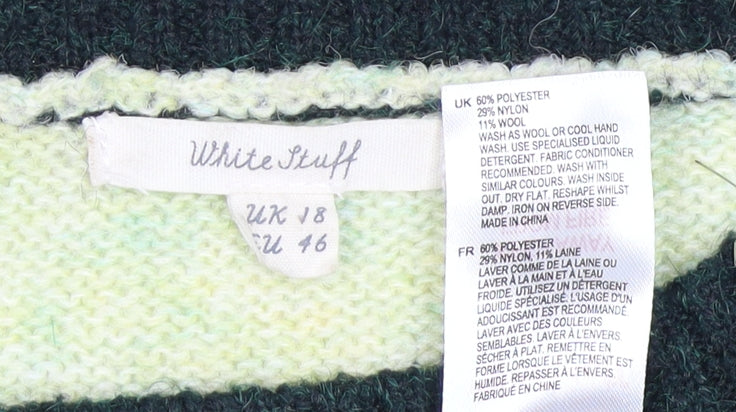 White Stuff
UK 18
EU 46
UK 60% POLYESTER
29% NYLON
11% WOOL
WASH AS WOOL OR COOL HAND
WASH. USE SPECIALISED LIQUID
DETERGENT. FABRIC CONDITIONER
RECOMMENDED. WASH WITH
SIMILAR COLOURS. WASH INSIDE
OUT. DRY FLAT. RESHAPE WHILST
DAMP. IRON ON REVERSE SIDE.
MADE IN CHINA
FR 60% POLYESTER
29% NYLON, 11% LAINE
LAVER COMME DE LA LAINE OU
LAVER À LA MAIN ET À L'EAU
FROIDE. UTILISEZ UN DÉTERGENT
LIQUIDE SPÉCIALISÉ. L'USAGE D'UN
ADOUCISSANT EST RECOMMANDÉ.
LAVER AVEC DES COULEURS
SEMBLABLES. LAVER À L'ENVERS.
SÉCHER À PLAT. REMETTRE EN
FORME LORSQUE LE VÊTEMENT EST
HUMIDE. REPASSER À L'ENVERS.
FABRIQUÉ EN CHINE